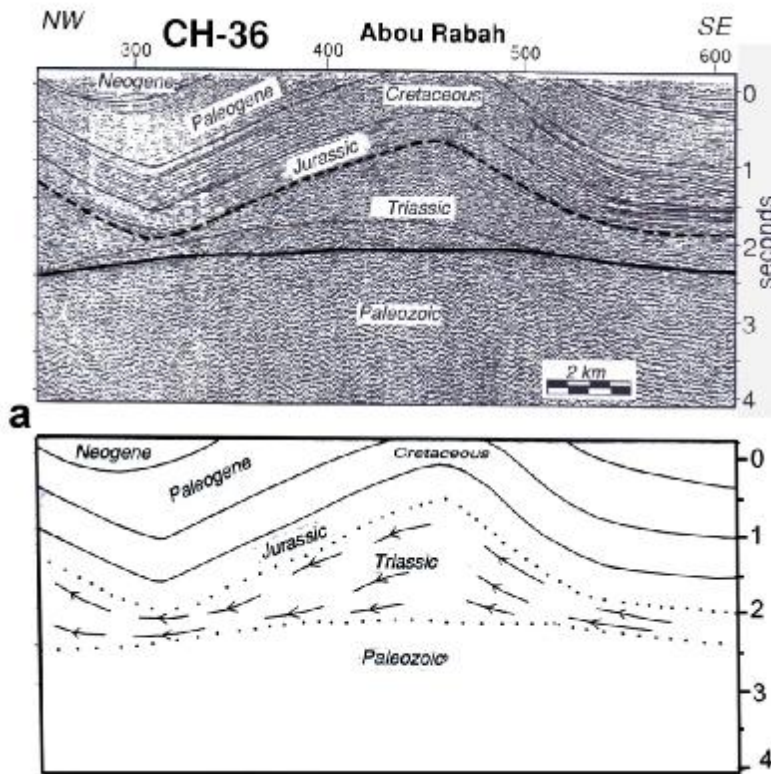 NW CH-36 Abou Rabah SE
300 400 500 600
Neogene
Paleogene
Cretaceous
Jurassic
Triassic
Paleozoic
2 km
0
1
2
3
4
seconds
a
Neogene
Paleogene
Cretaceous
Jurassic
Triassic
Paleozoic
0
1
2
3
4